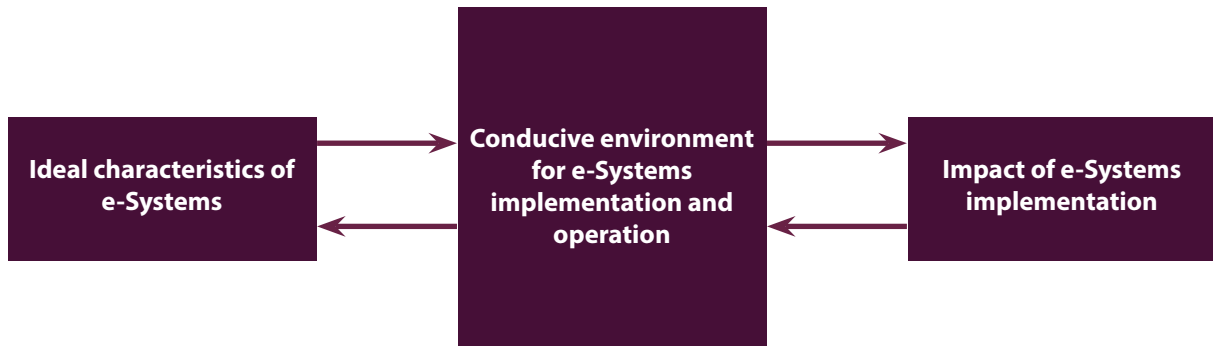 Ideal characteristics of
e-Systems
Conducive environment
for e-Systems
implementation and
operation
Impact of e-Systems
implementation